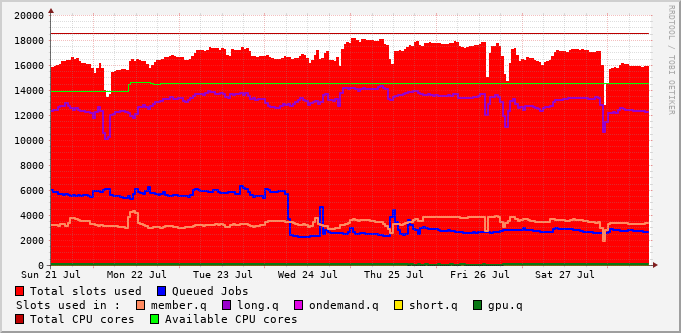 20000
18000
16000
14000
12000
10000
8000
6000
4000
2000
0
Sun 21 Jul Mon 22 Jul Tue 23 Jul Wed 24 Jul Thu 25 Jul Fri 26 Jul Sat 27 Jul
RRDTOOL / TOBI OETIKER
Total slots used Queued Jobs
Slots used in : member.q long.q ondemand.q short.q gpu.q
Total CPU cores Available CPU cores